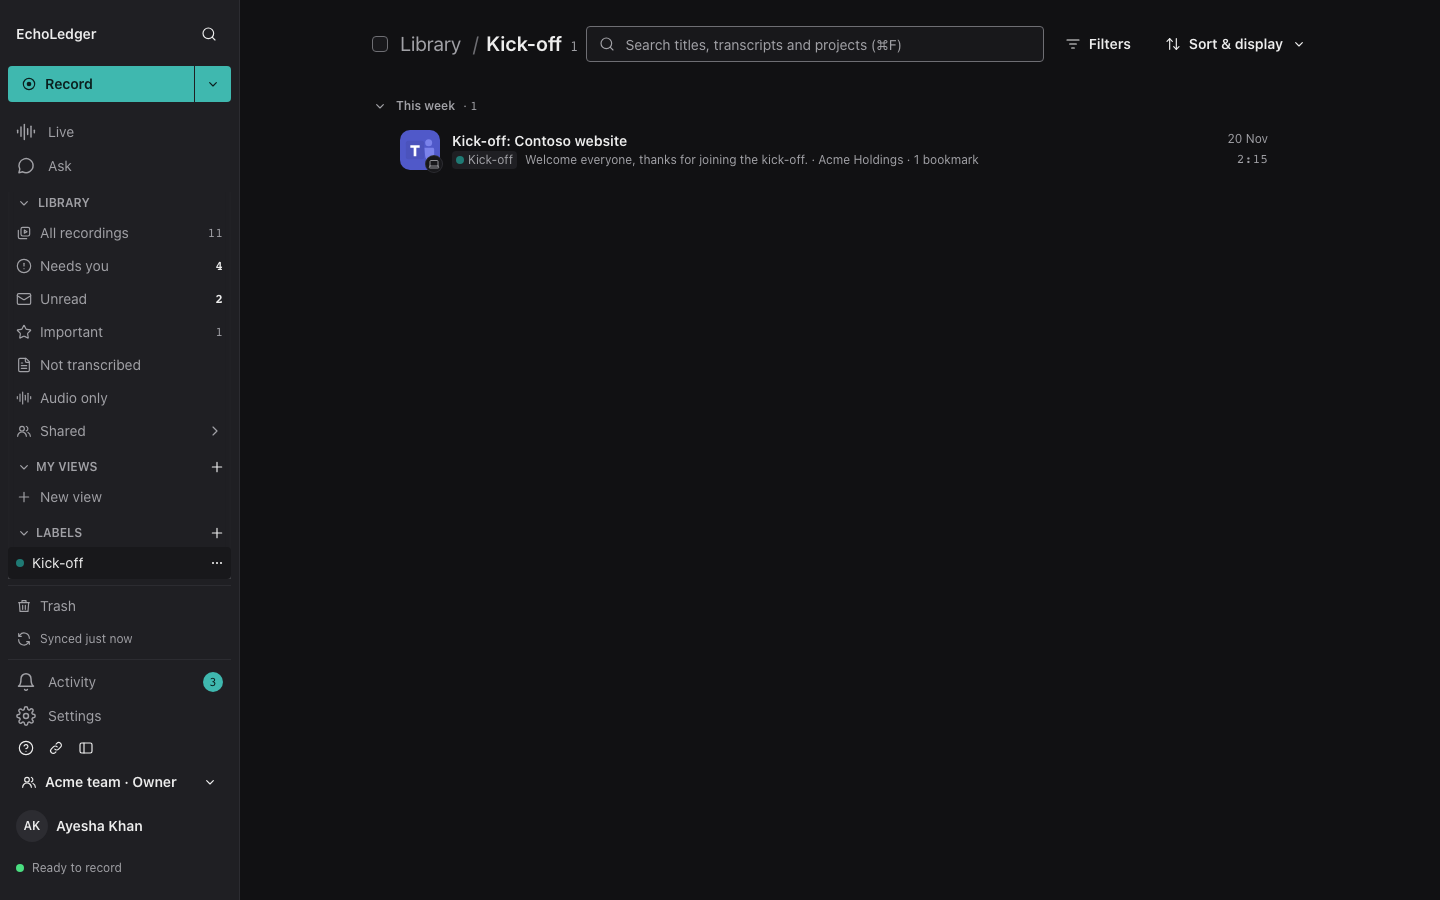 EchoLedger
Record
Live
Ask
LIBRARY
All recordings 11
Needs you 4
Unread 2
Important 1
Not transcribed
Audio only
Shared
MY VIEWS
New view
LABELS
Kick-off
Trash
Synced just now
Activity 3
Settings
Acme team · Owner
AK Ayesha Khan
Ready to record
Library / Kick-off 1
Search titles, transcripts and projects (⌘F)
Filters
Sort & display
This week · 1
T
Kick-off: Contoso website 20 Nov
Kick-off Welcome everyone, thanks for joining the kick-off. · Acme Holdings · 1 bookmark 2:15